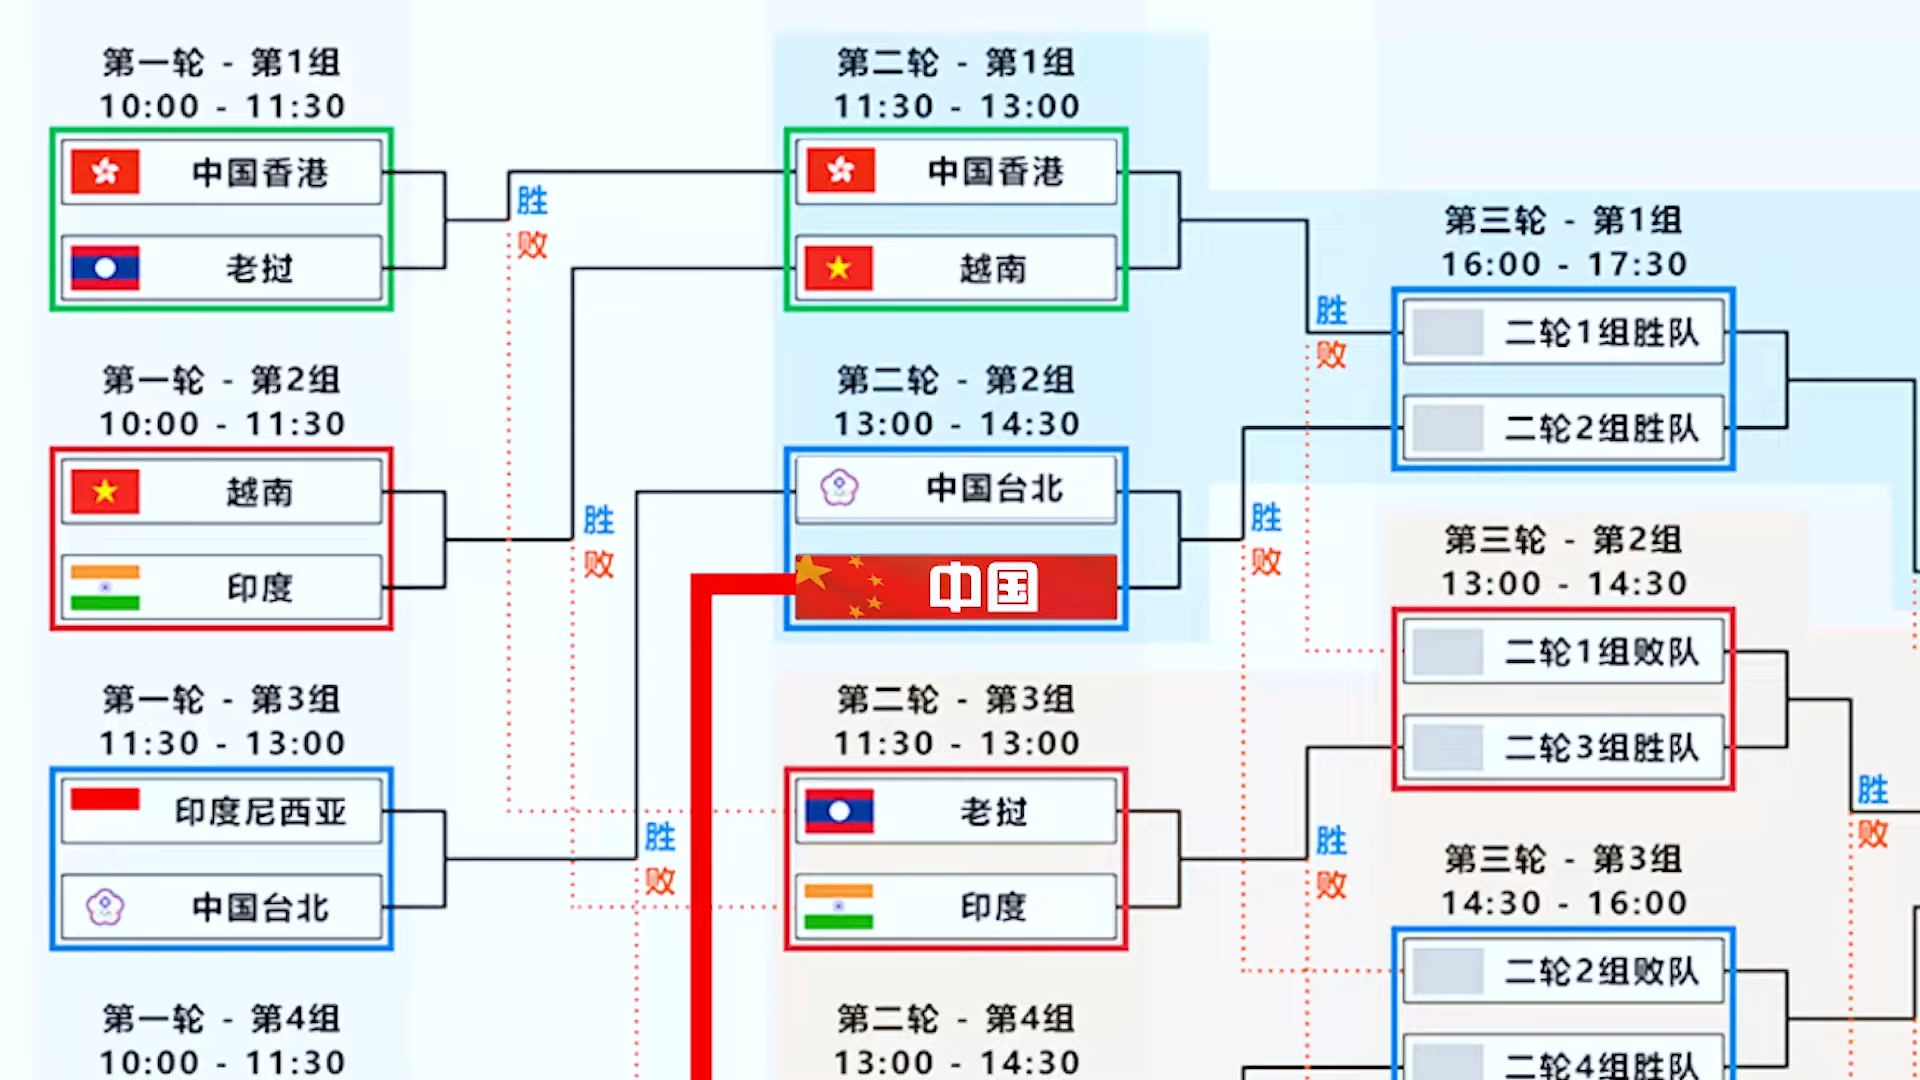 第一轮 - 第1组
10:00 - 11:30
中国香港
老挝
胜
败
第一轮 - 第2组
10:00 - 11:30
越南
印度
胜
败
第一轮 - 第3组
11:30 - 13:00
印度尼西亚
中国台北
胜
败
第一轮 - 第4组
10:00 - 11:30
第二轮 - 第1组
11:30 - 13:00
中国香港
越南
胜
败
第二轮 - 第2组
13:00 - 14:30
中国台北
中国
胜
败
第二轮 - 第3组
11:30 - 13:00
老挝
印度
胜
败
第二轮 - 第4组
13:00 - 14:30
第三轮 - 第1组
16:00 - 17:30
二轮1组胜队
二轮2组胜队
第三轮 - 第2组
13:00 - 14:30
二轮1组败队
二轮3组胜队
胜
败
第三轮 - 第3组
14:30 - 16:00
二轮2组败队
二轮4组胜队